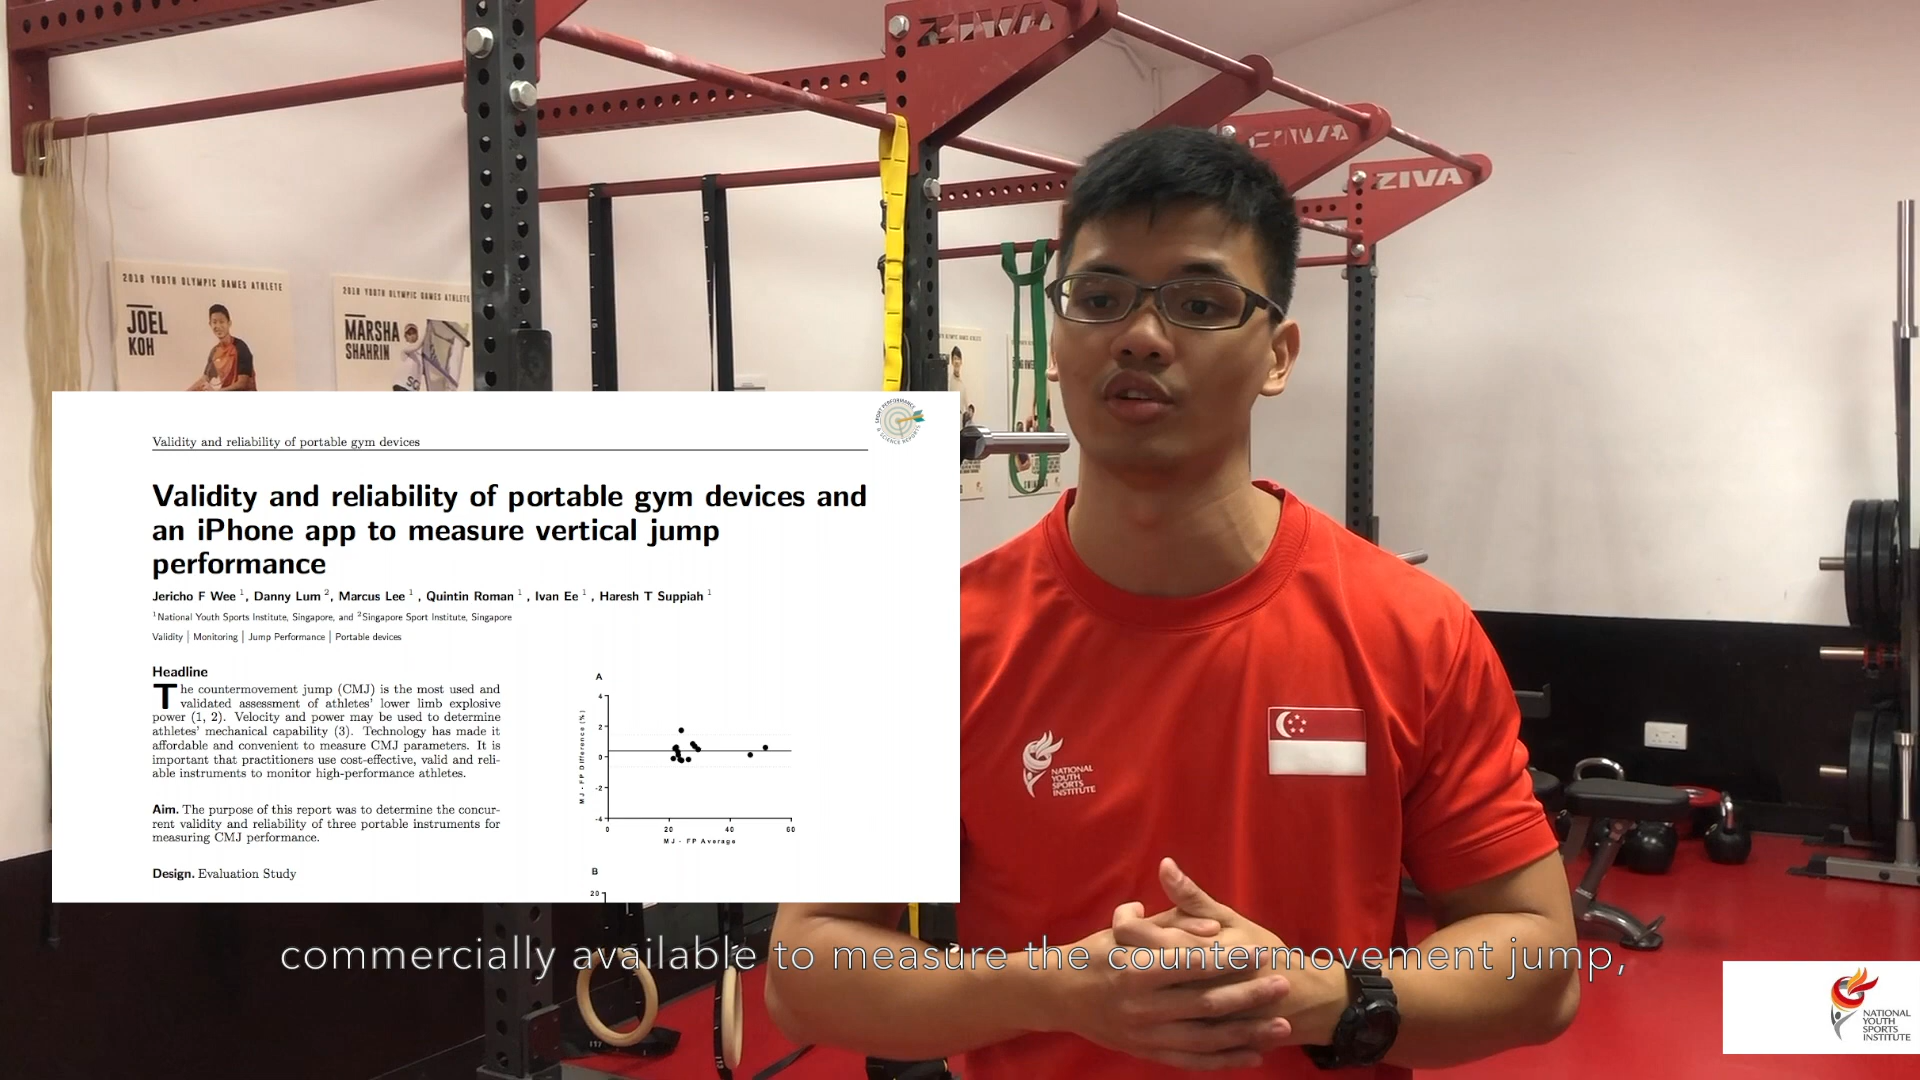 ZIVA
ZIVA
ZIVA
2018 YOUTH OLYMPIC GAMES ATHLETE
JOEL
KOH
2018 YOUTH OLYMPIC GAMES ATHLETE
MARSHA
SHAHRIN
SPORT PERFORMANCE
& SCIENCE REPORTS
Validity and reliability of portable gym devices
Validity and reliability of portable gym devices and
an iPhone app to measure vertical jump
performance
Jericho F Wee 1, Danny Lum 2, Marcus Lee 1 , Quintin Roman 1 , Ivan Ee 1 , Haresh T Suppiah 1
1National Youth Sports Institute, Singapore, and 2Singapore Sport Institute, Singapore
Validity | Monitoring | Jump Performance | Portable devices
Headline
The countermovement jump (CMJ) is the most used and
validated assessment of athletes' lower limb explosive
power (1, 2). Velocity and power may be used to determine
athletes' mechanical capability (3). Technology has made it
affordable and convenient to measure CMJ parameters. It is
important that practitioners use cost-effective, valid and reli-
able instruments to monitor high-performance athletes.
Aim. The purpose of this report was to determine the concur-
rent validity and reliability of three portable instruments for
measuring CMJ performance.
Design. Evaluation Study
A
MJ - FP Difference (%)
4
2
0
-2
-4
0 20 40 60
MJ - FP Average
B
20
NATIONAL
YOUTH
SPORTS
INSTITUTE
commercially available to measure the countermovement jump,
NATIONAL
YOUTH
SPORTS
INSTITUTE